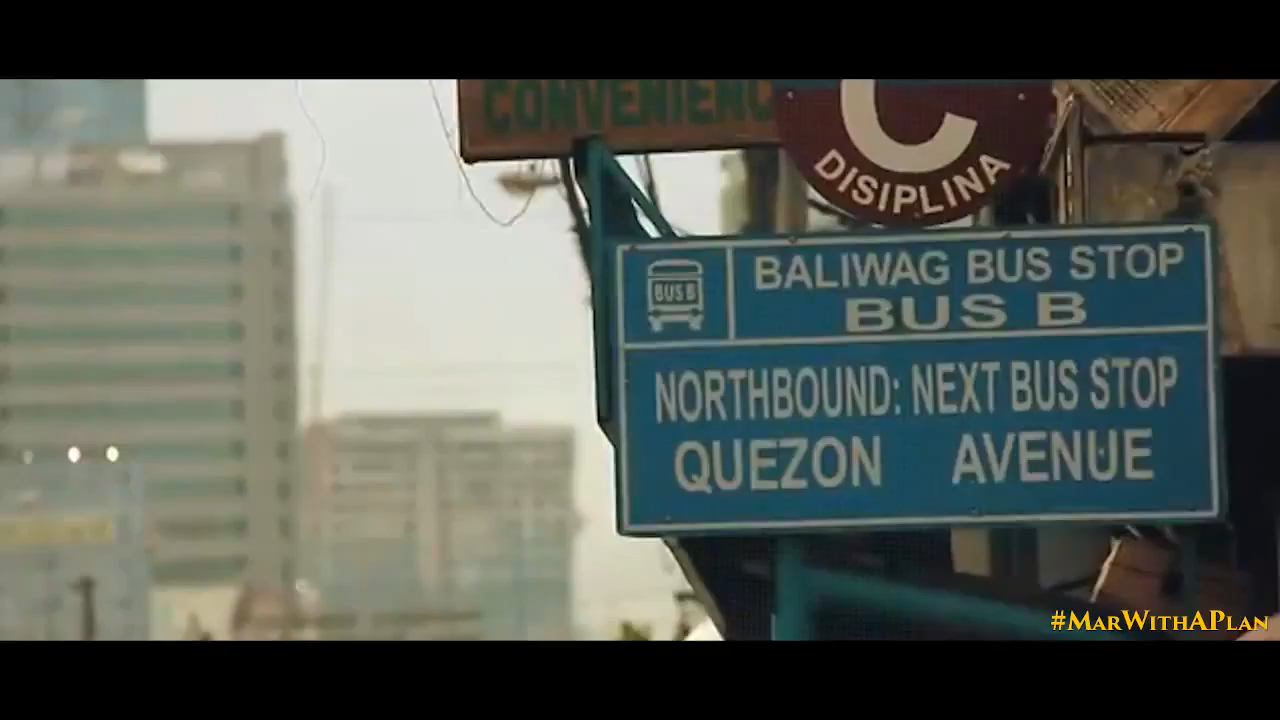 CONVENIENC
C
DISIPLINA
BUS B
BALIWAG BUS STOP
BUS B
NORTHBOUND: NEXT BUS STOP
QUEZON AVENUE
#MARWITHAPLAN